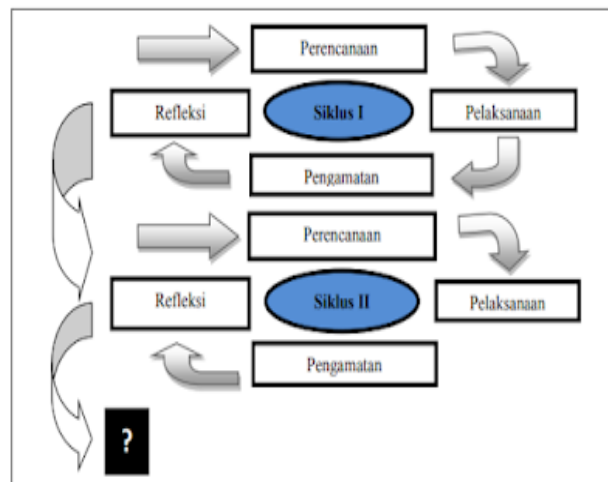 Perencanaan
Refleksi
Siklus I
Pelaksanaan
Pengamatan
Perencanaan
Refleksi
Siklus II
Pelaksanaan
Pengamatan
?